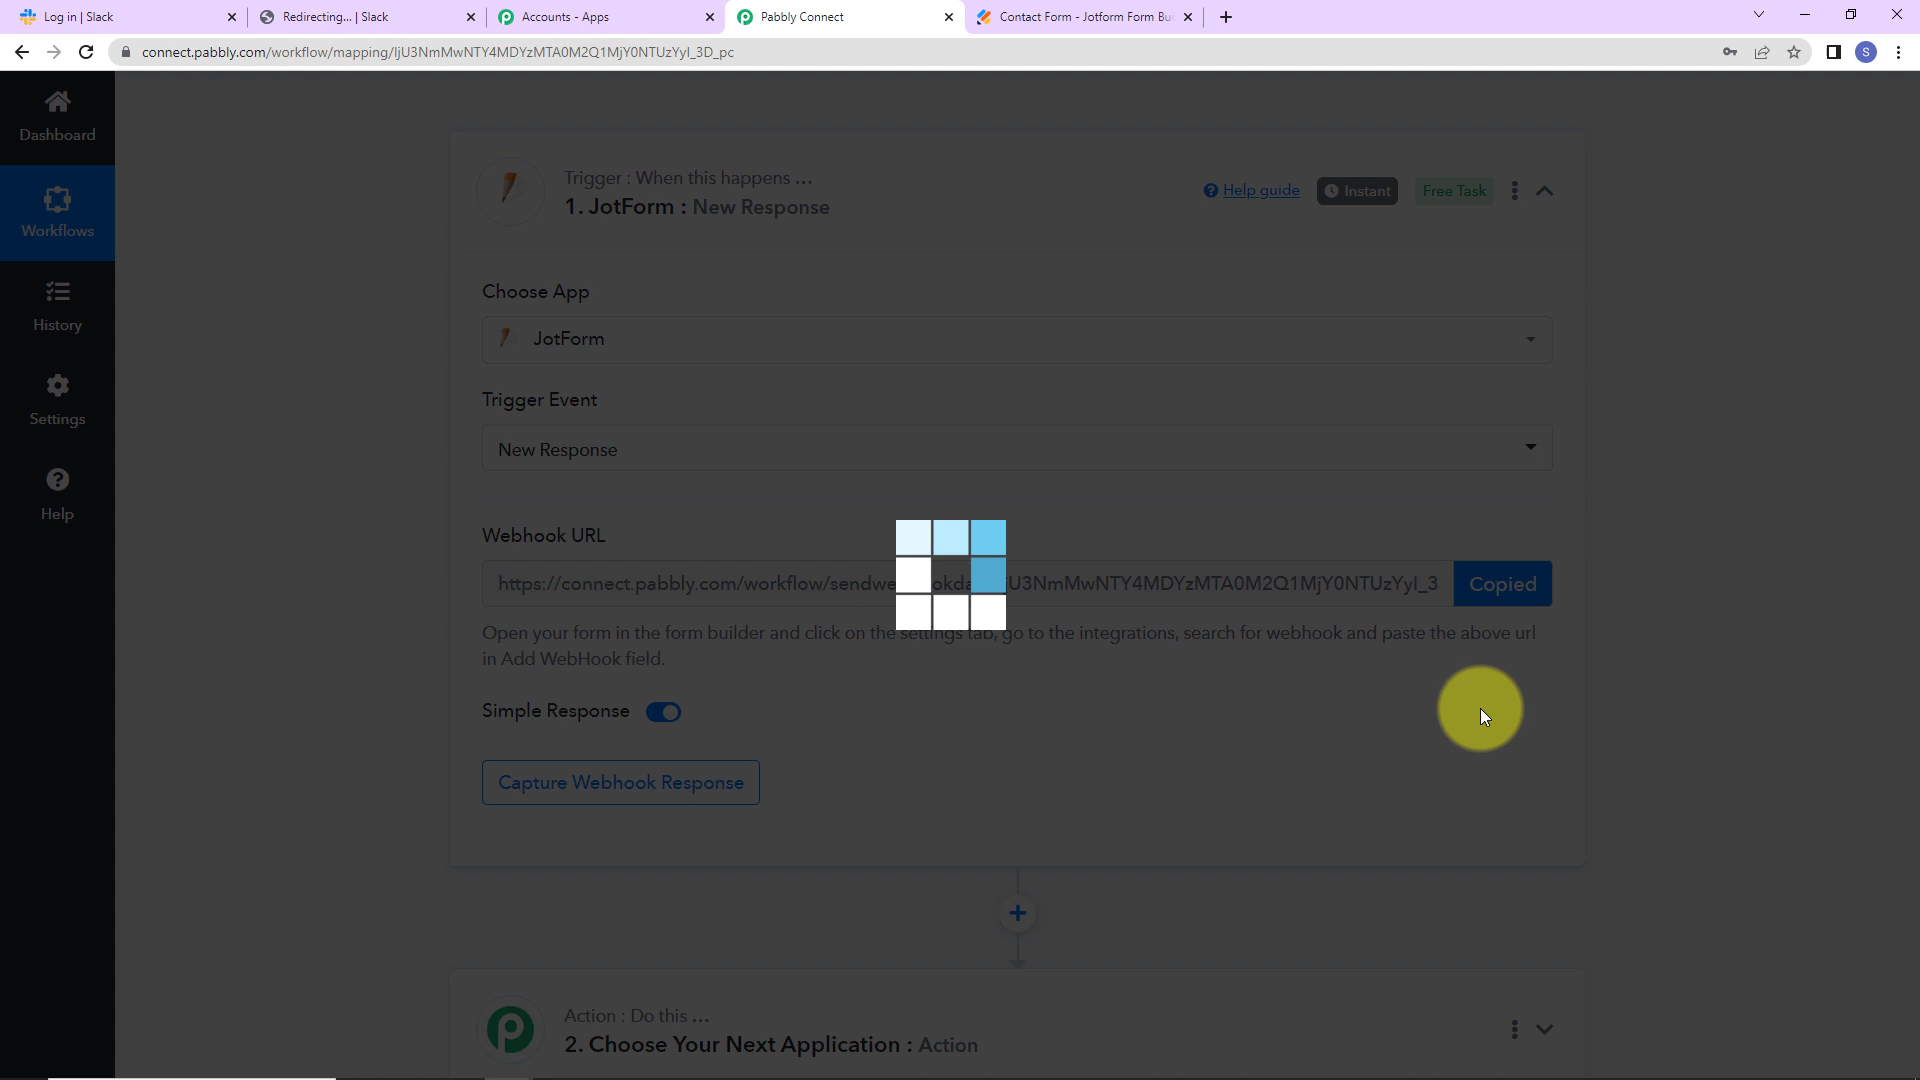 Log in | Slack
Redirecting... | Slack
Accounts - Apps
Pabbly Connect
Contact Form - Jotform Form Bui
connect.pabbly.com/workflow/mapping/IjU3NmMwNTY4MDYzMTA0M2Q1MjY0NTUzYyI_3D_pc
S
Dashboard
Workflows
History
Settings
Help
Trigger : When this happens ...
1. JotForm : New Response
Help guide
Instant
Free Task
Choose App
JotForm
Trigger Event
New Response
Webhook URL
https://connect.pabbly.com/workflow/sendwe okda U3NmMwNTY4MDYzMTA0M2Q1MjY0NTUzYyI_3
Copied
Open your form in the form builder and click on the settings tab, go to the integrations, search for webhook and paste the above url
in Add WebHook field.
Simple Response
Capture Webhook Response
Action : Do this ...
2. Choose Your Next Application : Action